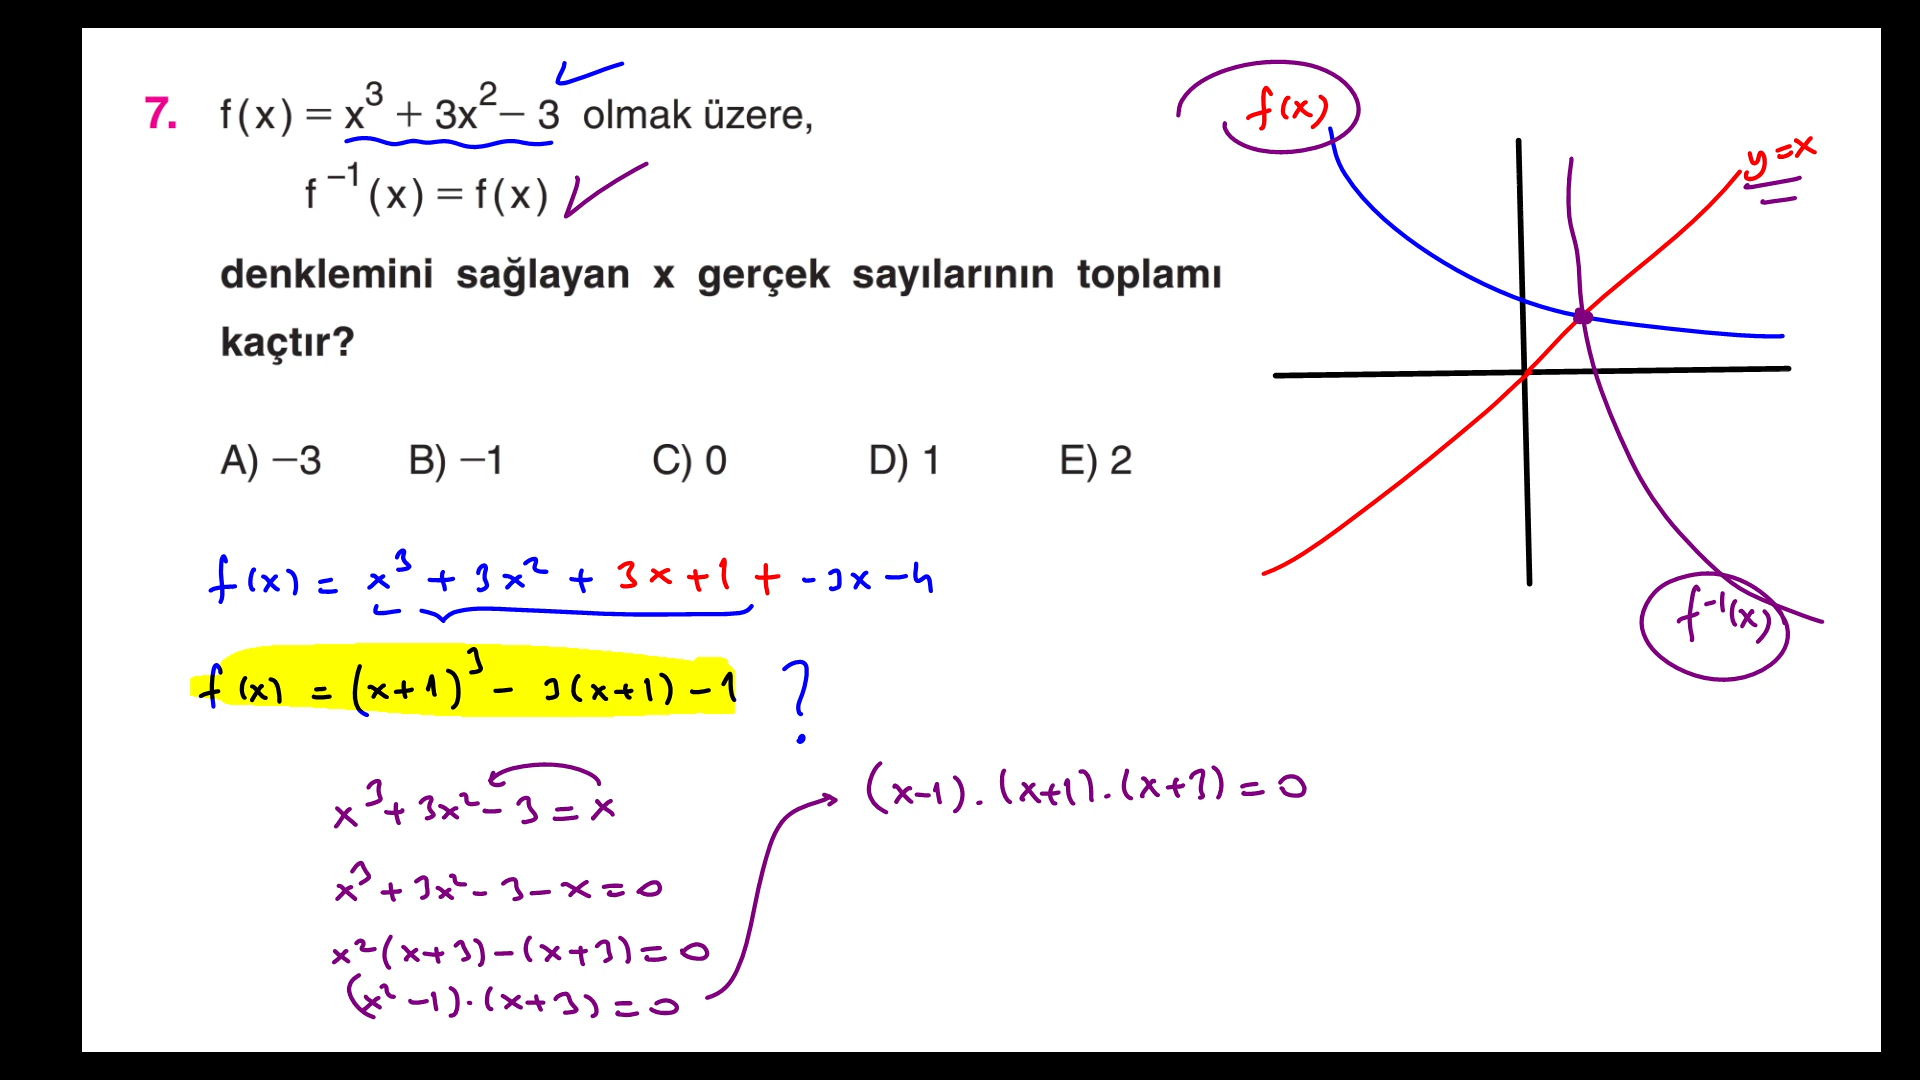 7. f(x) = x³ + 3x² − 3 olmak üzere,
f⁻¹(x) = f(x)
denklemini sağlayan x gerçek sayılarının toplamı
kaçtır?
A) −3 B) −1 C) 0 D) 1 E) 2
f(x) = x³ + 3x² + 3x+1 + -3x-4
f(x) = (x+1)³ - 3(x+1) - 1 ?
x³ + 3x² - 3 = x
x³ + 3x² - 3 - x = 0
x²(x+3) - (x+3) = 0
(x² - 1).(x+3) = 0
(x-1).(x+1).(x+3) = 0
f(x)
y = x
f⁻¹(x)